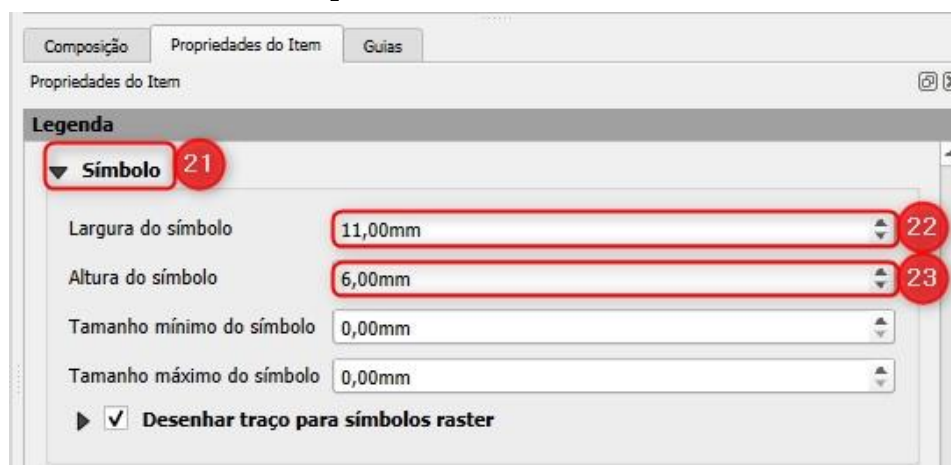 Composição Propriedades do Item Guias
Propriedades do Item
Legenda
Símbolo 21
Largura do símbolo 11,00mm 22
Altura do símbolo 6,00mm 23
Tamanho mínimo do símbolo 0,00mm
Tamanho máximo do símbolo 0,00mm
Desenhar traço para símbolos raster